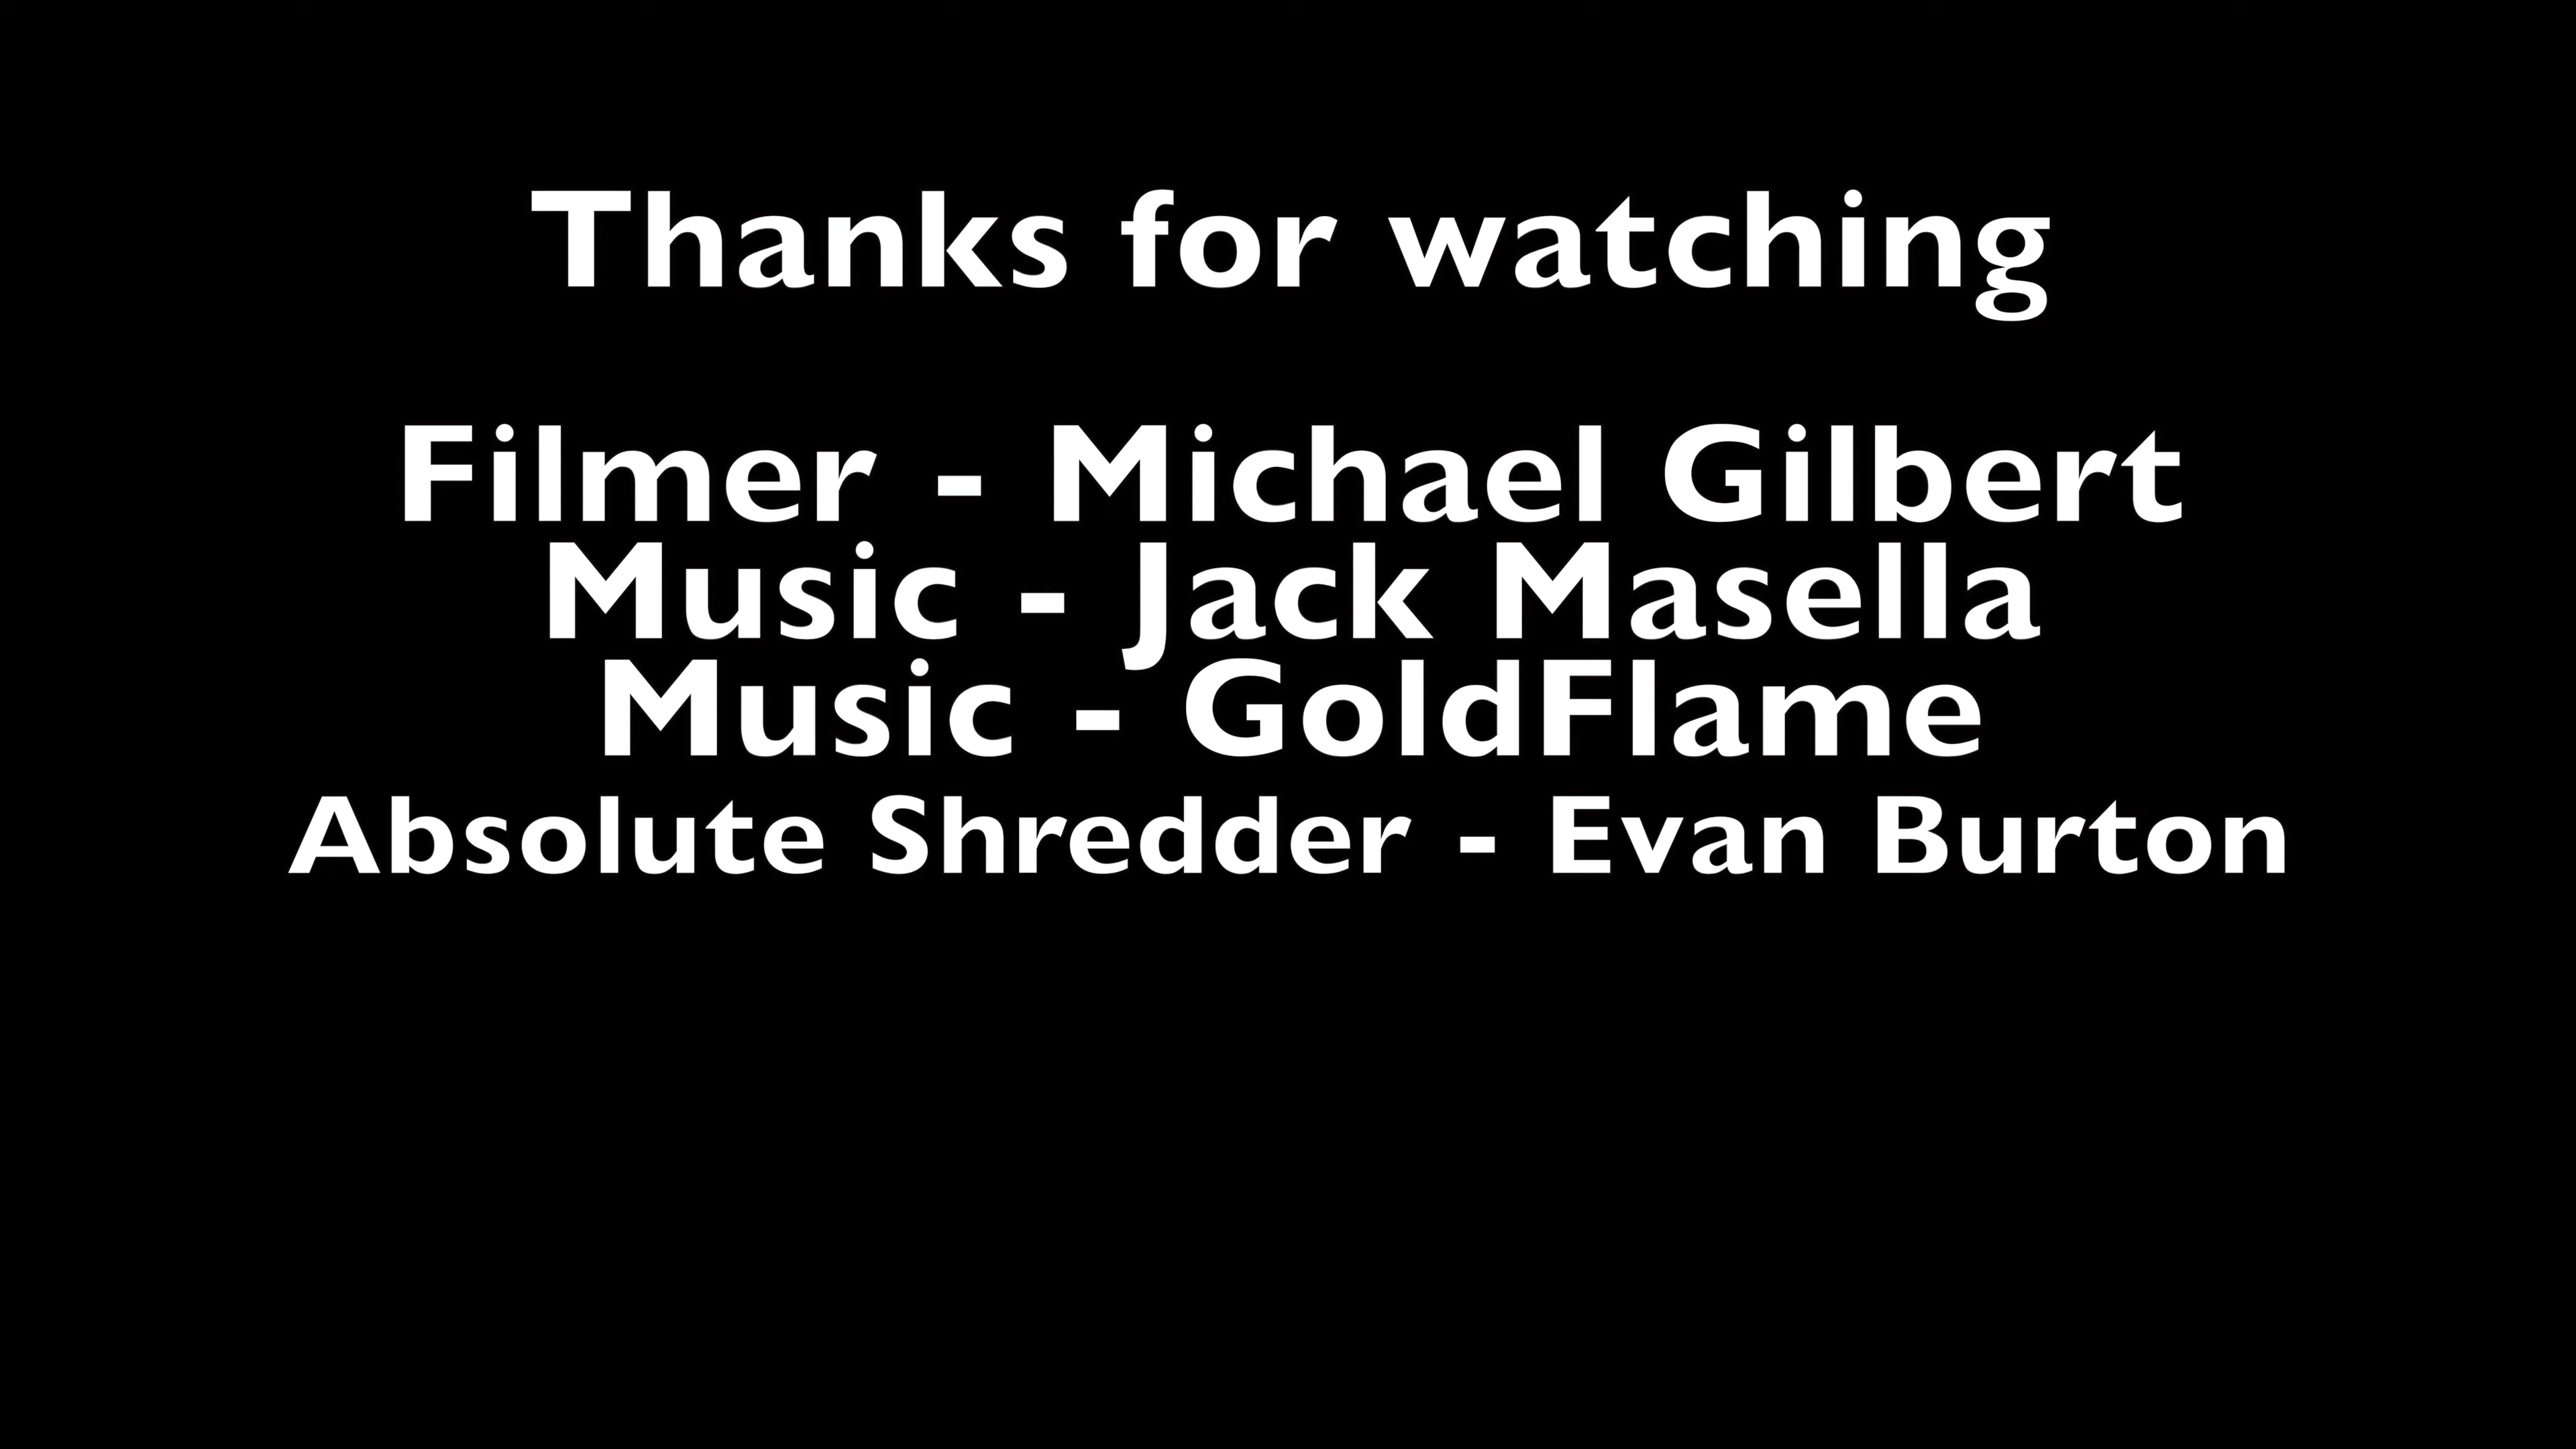 Thanks for watching
Filmer - Michael Gilbert
Music - Jack Masella
Music - GoldFlame
Absolute Shredder - Evan Burton